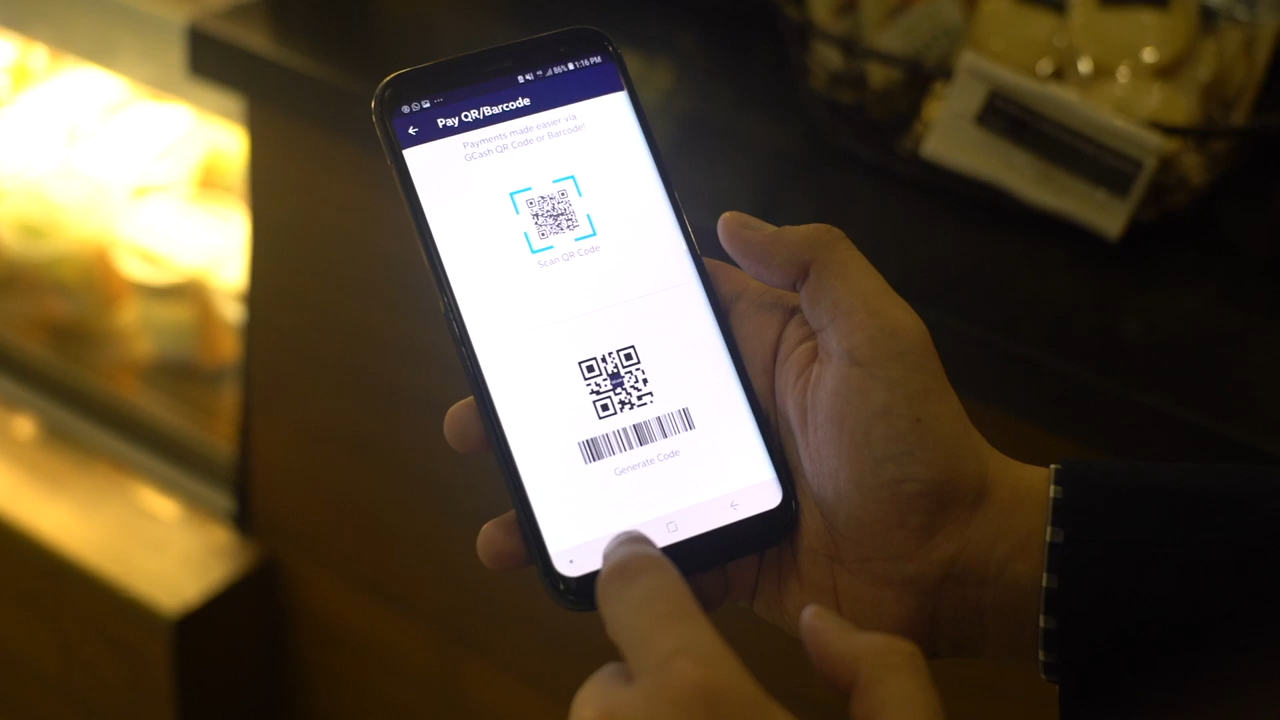 86% 1:16 PM
Pay QR/Barcode
Payments made easier via
GCash QR Code or Barcode!
Scan QR Code
Generate Code